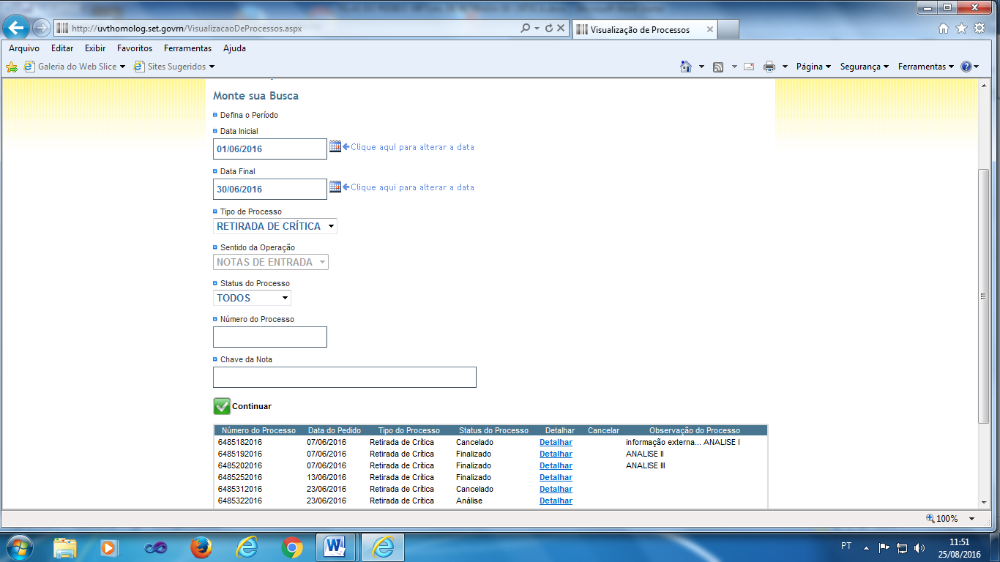 http://uvthomolog.set.govrn/VisualizacaoDeProcessos.aspx
Visualização de Processos
Arquivo Editar Exibir Favoritos Ferramentas Ajuda
Galeria do Web Slice Sites Sugeridos Página Segurança Ferramentas
Monte sua Busca
Defina o Período
Data Inicial
01/06/2016 Clique aqui para alterar a data
Data Final
30/06/2016 Clique aqui para alterar a data
Tipo de Processo
RETIRADA DE CRÍTICA
Sentido da Operação
NOTAS DE ENTRADA
Status do Processo
TODOS
Número do Processo
Chave da Nota
Continuar
Número do Processo Data do Pedido Tipo do Processo Status do Processo Detalhar Cancelar Observação do Processo
6485182016 07/06/2016 Retirada de Crítica Cancelado Detalhar informação externa... ANALISE I
6485192016 07/06/2016 Retirada de Crítica Finalizado Detalhar ANALISE II
6485202016 07/06/2016 Retirada de Crítica Finalizado Detalhar ANALISE III
6485252016 13/06/2016 Retirada de Crítica Finalizado Detalhar
6485312016 23/06/2016 Retirada de Crítica Cancelado Detalhar
6485322016 23/06/2016 Retirada de Crítica Análise Detalhar
100%
PT 11:51
25/08/2016